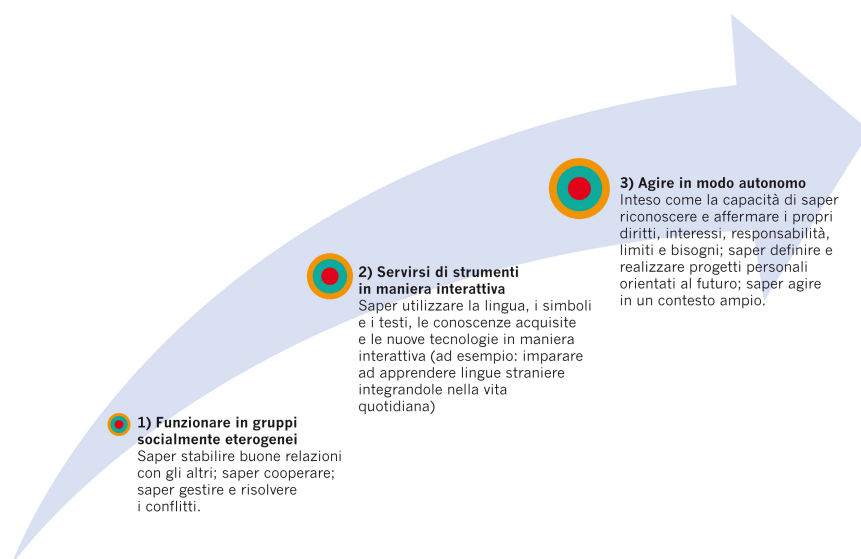 3) Agire in modo autonomo
Inteso come la capacità di saper
riconoscere e affermare i propri
diritti, interessi, responsabilità,
limiti e bisogni; saper definire e
realizzare progetti personali
orientati al futuro; saper agire
in un contesto ampio.
2) Servirsi di strumenti
in maniera interattiva
Saper utilizzare la lingua, i simboli
e i testi, le conoscenze acquisite
e le nuove tecnologie in maniera
interattiva (ad esempio: imparare
ad apprendere lingue straniere
integrandole nella vita
quotidiana)
1) Funzionare in gruppi
socialmente eterogenei
Saper stabilire buone relazioni
con gli altri; saper cooperare;
saper gestire e risolvere
i conflitti.